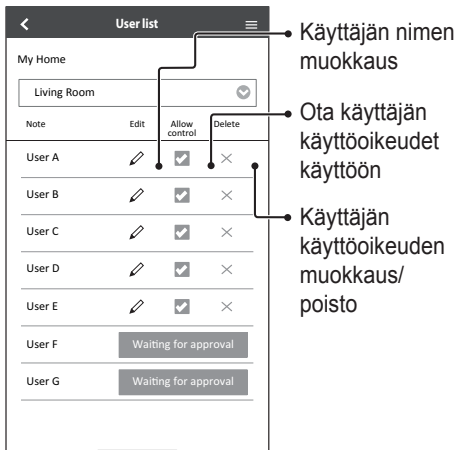 User list
My Home
Living Room
Note Edit Allow control Delete
User A
User B
User C
User D
User E
User F Waiting for approval
User G Waiting for approval
Käyttäjän nimen
muokkaus
Ota käyttäjän
käyttöoikeudet
käyttöön
Käyttäjän
käyttöoikeuden
muokkaus/
poisto